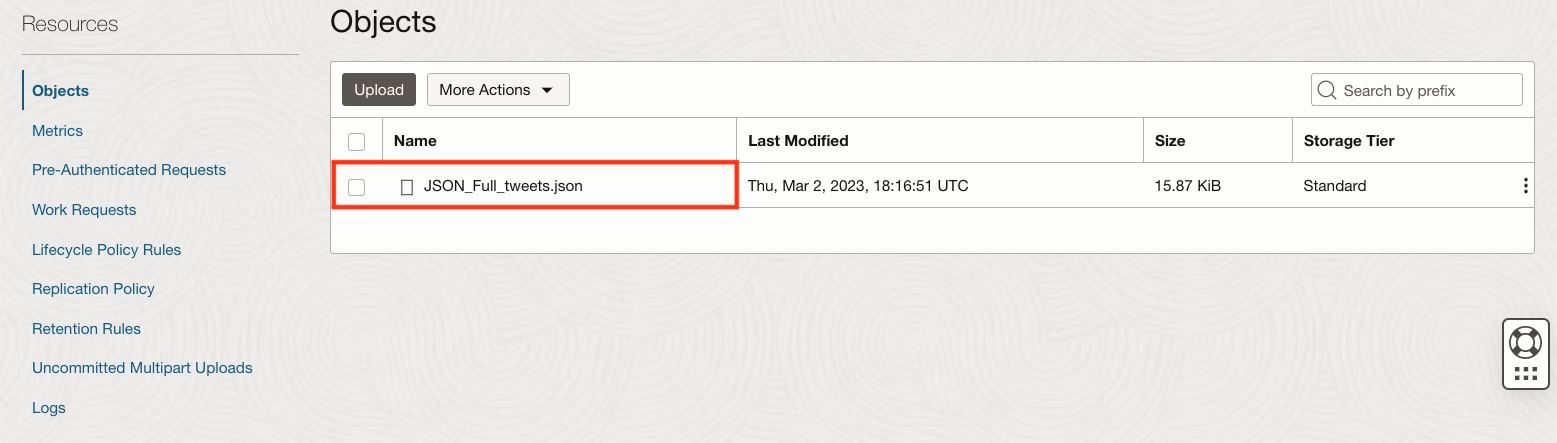 Resources
Objects
Metrics
Pre-Authenticated Requests
Work Requests
Lifecycle Policy Rules
Replication Policy
Retention Rules
Uncommitted Multipart Uploads
Logs
Objects
Upload More Actions Search by prefix
Name Last Modified Size Storage Tier
JSON_Full_tweets.json Thu, Mar 2, 2023, 18:16:51 UTC 15.87 KiB Standard